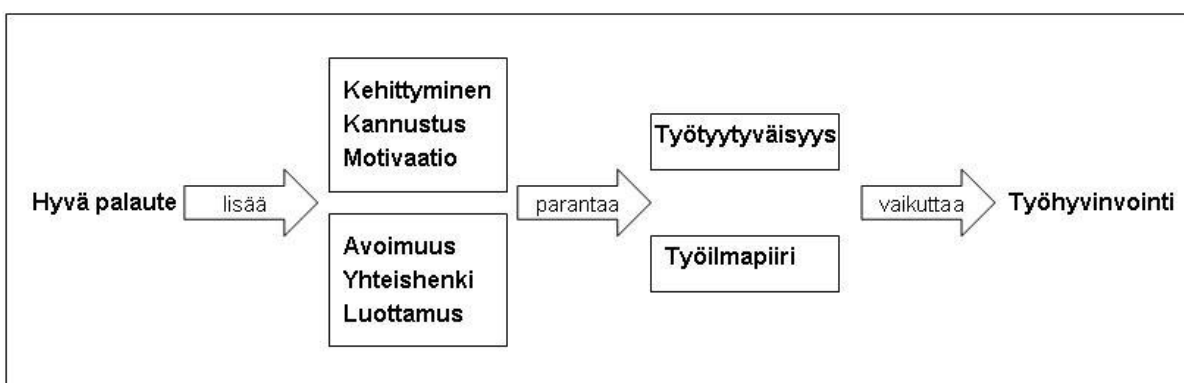 Hyvä palaute
lisää
Kehittyminen
Kannustus
Motivaatio
Avoimuus
Yhteishenki
Luottamus
parantaa
Työtyytyväisyys
Työilmapiiri
vaikuttaa
Työhyvinvointi